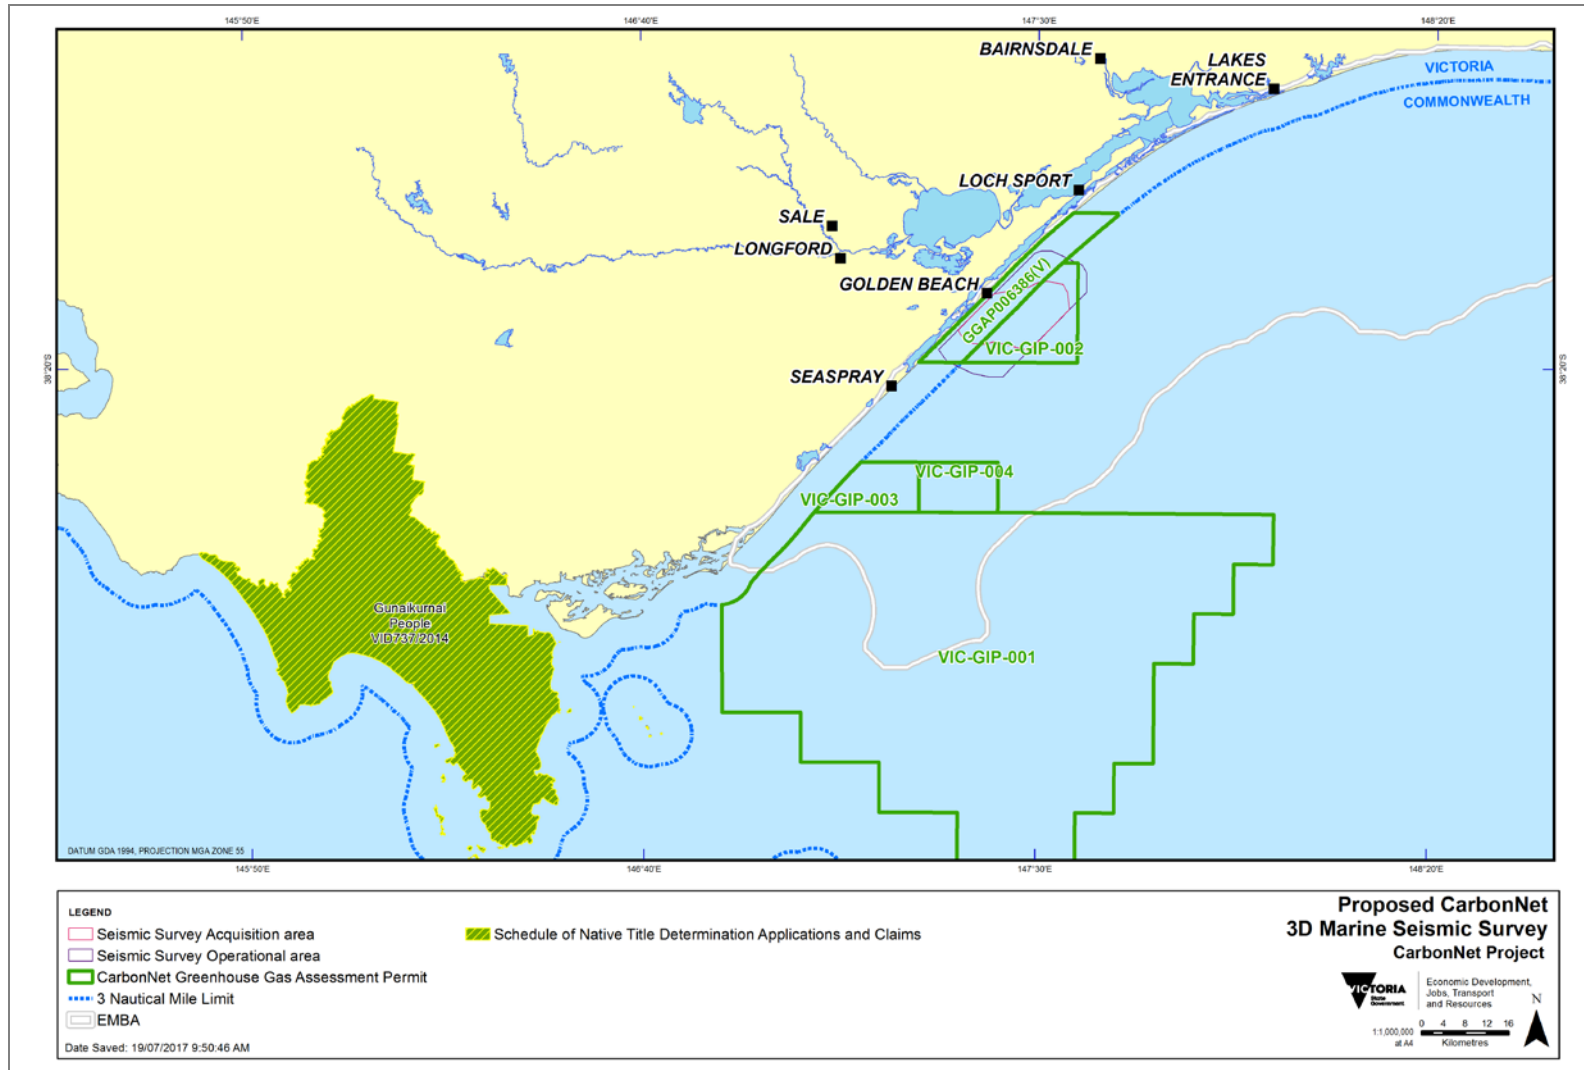 145°50'E
146°40'E
147°30'E
148°20'E
BAIRNSDALE
LAKES
ENTRANCE
VICTORIA
COMMONWEALTH
LOCH SPORT
SALE
LONGFORD
GOLDEN BEACH
GGAP006386(V)
VIC-GIP-002
38°20'S
38°20'S
SEASPRAY
VIC-GIP-004
VIC-GIP-003
Gunaikurnai
People
VID737/2014
VIC-GIP-001
DATUM GDA 1994, PROJECTION MGA ZONE 55
145°50'E
146°40'E
147°30'E
148°20'E
LEGEND
Seismic Survey Acquisition area
Seismic Survey Operational area
CarbonNet Greenhouse Gas Assessment Permit
3 Nautical Mile Limit
EMBA
Schedule of Native Title Determination Applications and Claims
Date Saved: 19/07/2017 9:50:46 AM
Proposed CarbonNet
3D Marine Seismic Survey
CarbonNet Project
VICTORIA
State
Government
Economic Development,
Jobs, Transport
and Resources
N
0 4 8 12 16
1:1,000,000
at A4
Kilometres